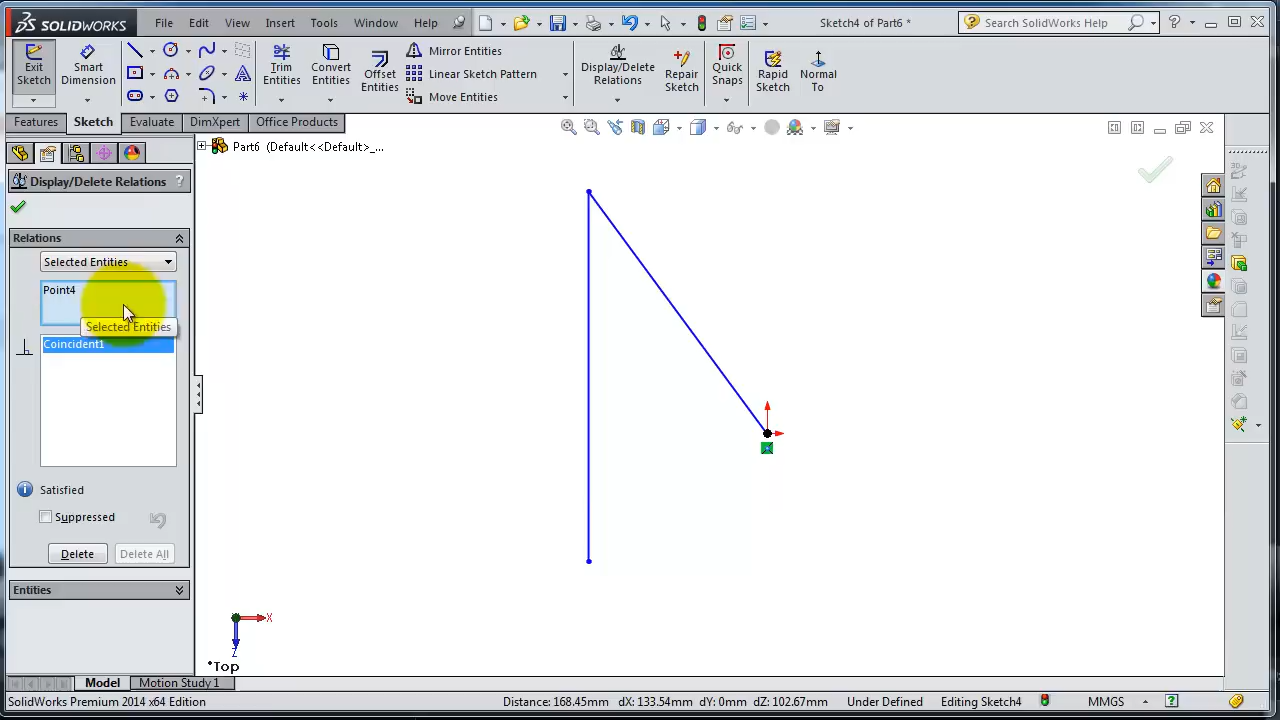 SOLIDWORKS File Edit View Insert Tools Window Help Sketch4 of Part6 * Search SolidWorks Help
Exit Sketch
Smart Dimension
Trim Entities
Convert Entities
Offset Entities
Mirror Entities
Linear Sketch Pattern
Move Entities
Display/Delete Relations
Repair Sketch
Quick Snaps
Rapid Sketch
Normal To
Features Sketch Evaluate DimXpert Office Products
Part6 (Default<<Default>_...
Display/Delete Relations ?
Relations
Selected Entities
Point4
Selected Entities
Coincident1
Satisfied
Suppressed
Delete Delete All
Entities
X
Z
*Top
Model Motion Study 1
SolidWorks Premium 2014 x64 Edition Distance: 168.45mm dX: 133.54mm dY: 0mm dZ: 102.67mm Under Defined Editing Sketch4 MMGS ?